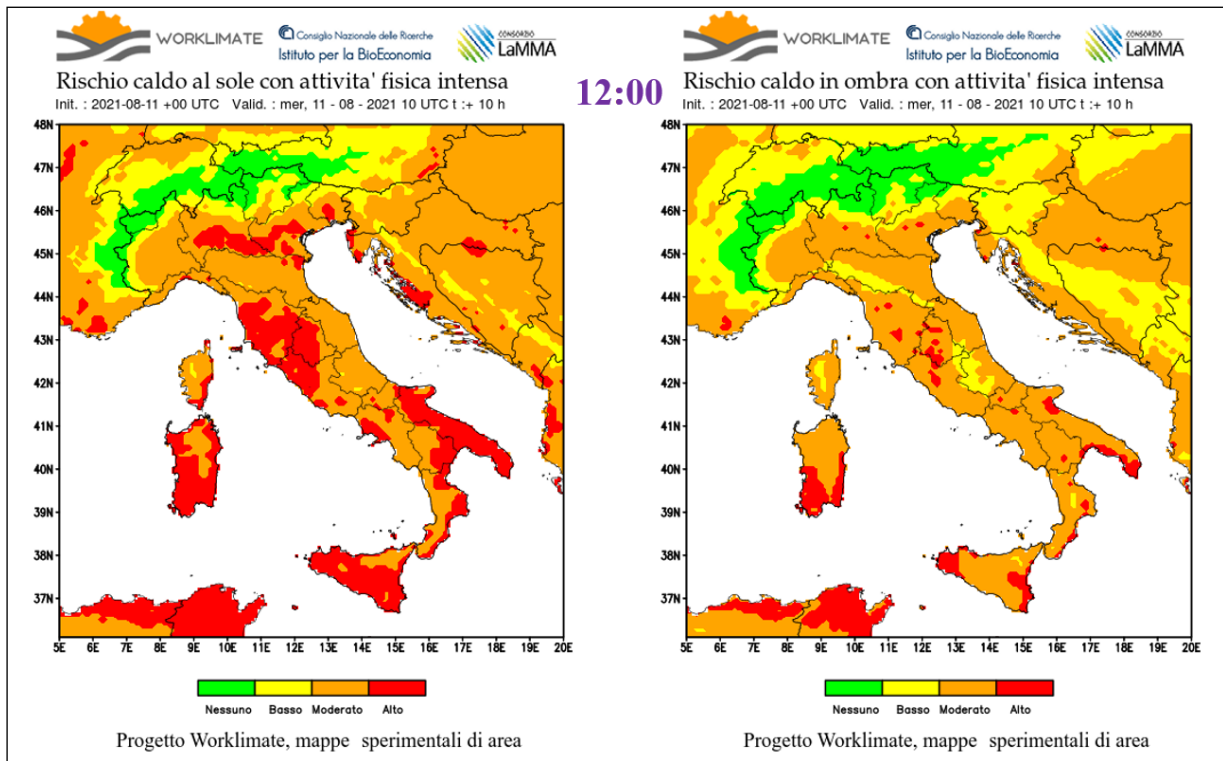 WORKLIMATE
Consiglio Nazionale delle Ricerche
Istituto per la BioEconomia
CONSORZIO
LaMMA
Rischio caldo al sole con attivita' fisica intensa
Init. : 2021-08-11 +00 UTC Valid. : mer, 11 - 08 - 2021 10 UTC t :+ 10 h
48N
47N
46N
45N
44N
43N
42N
41N
40N
39N
38N
37N
5E 6E 7E 8E 9E 10E 11E 12E 13E 14E 15E 16E 17E 18E 19E 20E
Nessuno Basso Moderato Alto
Progetto Worklimate, mappe sperimentali di area
12:00
WORKLIMATE
Consiglio Nazionale delle Ricerche
Istituto per la BioEconomia
CONSORZIO
LaMMA
Rischio caldo in ombra con attivita' fisica intensa
Init. : 2021-08-11 +00 UTC Valid. : mer, 11 - 08 - 2021 10 UTC t :+ 10 h
48N
47N
46N
45N
44N
43N
42N
41N
40N
39N
38N
37N
5E 6E 7E 8E 9E 10E 11E 12E 13E 14E 15E 16E 17E 18E 19E 20E
Nessuno Basso Moderato Alto
Progetto Worklimate, mappe sperimentali di area